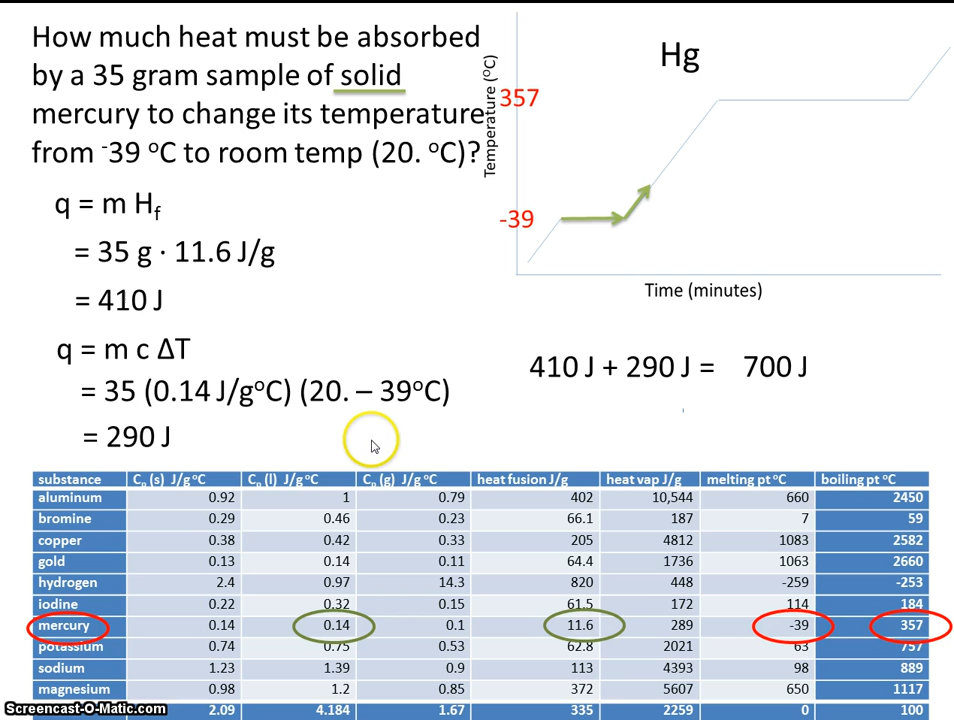 How much heat must be absorbed
by a 35 gram sample of solid
mercury to change its temperature
from -39 °C to room temp (20. °C)?
q = m Hf
= 35 g · 11.6 J/g
= 410 J
q = m c ΔT
= 35 (0.14 J/g°C) (20. – 39°C)
= 290 J
Hg
Temperature (°C)
357
-39
Time (minutes)
410 J + 290 J = 700 J
substance Cp (s) J/g °C Cp (l) J/g °C Cp (g) J/g °C heat fusion J/g heat vap J/g melting pt °C boiling pt °C
aluminum 0.92 1 0.79 402 10,544 660 2450
bromine 0.29 0.46 0.23 66.1 187 7 59
copper 0.38 0.42 0.33 205 4812 1083 2582
gold 0.13 0.14 0.11 64.4 1736 1063 2660
hydrogen 2.4 0.97 14.3 820 448 -259 -253
iodine 0.22 0.32 0.15 61.5 172 114 184
mercury 0.14 0.14 0.1 11.6 289 -39 357
potassium 0.74 0.75 0.53 62.8 2021 63 757
sodium 1.23 1.39 0.9 113 4393 98 889
magnesium 0.98 1.2 0.85 372 5607 650 1117
2.09 4.184 1.67 335 2259 0 100
Screencast-O-Matic.com